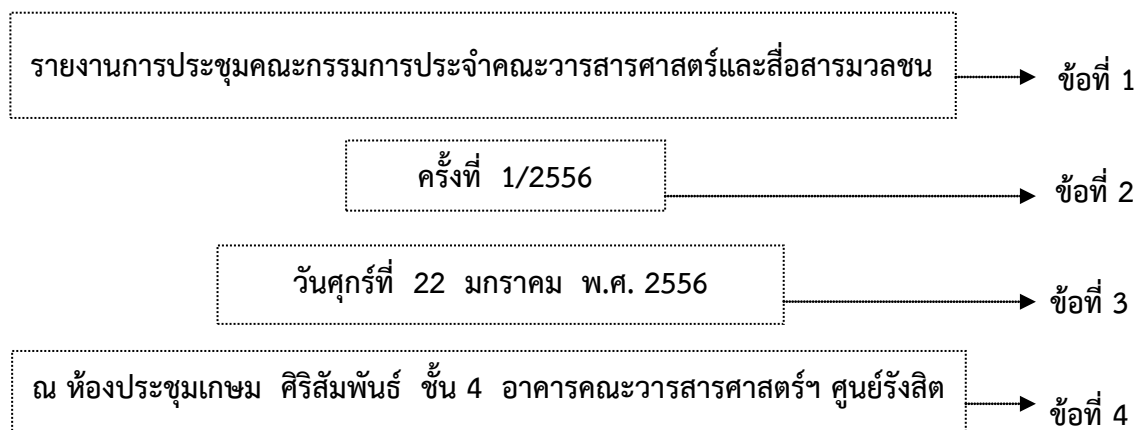 รายงานการประชุมคณะกรรมการประจำคณะวารสารศาสตร์และสื่อสารมวลชน ข้อที่ 1
ครั้งที่ 1/2556 ข้อที่ 2
วันศุกร์ที่ 22 มกราคม พ.ศ. 2556 ข้อที่ 3
ณ ห้องประชุมเกษม ศิริสัมพันธ์ ชั้น 4 อาคารคณะวารสารศาสตร์ฯ ศูนย์รังสิต ข้อที่ 4